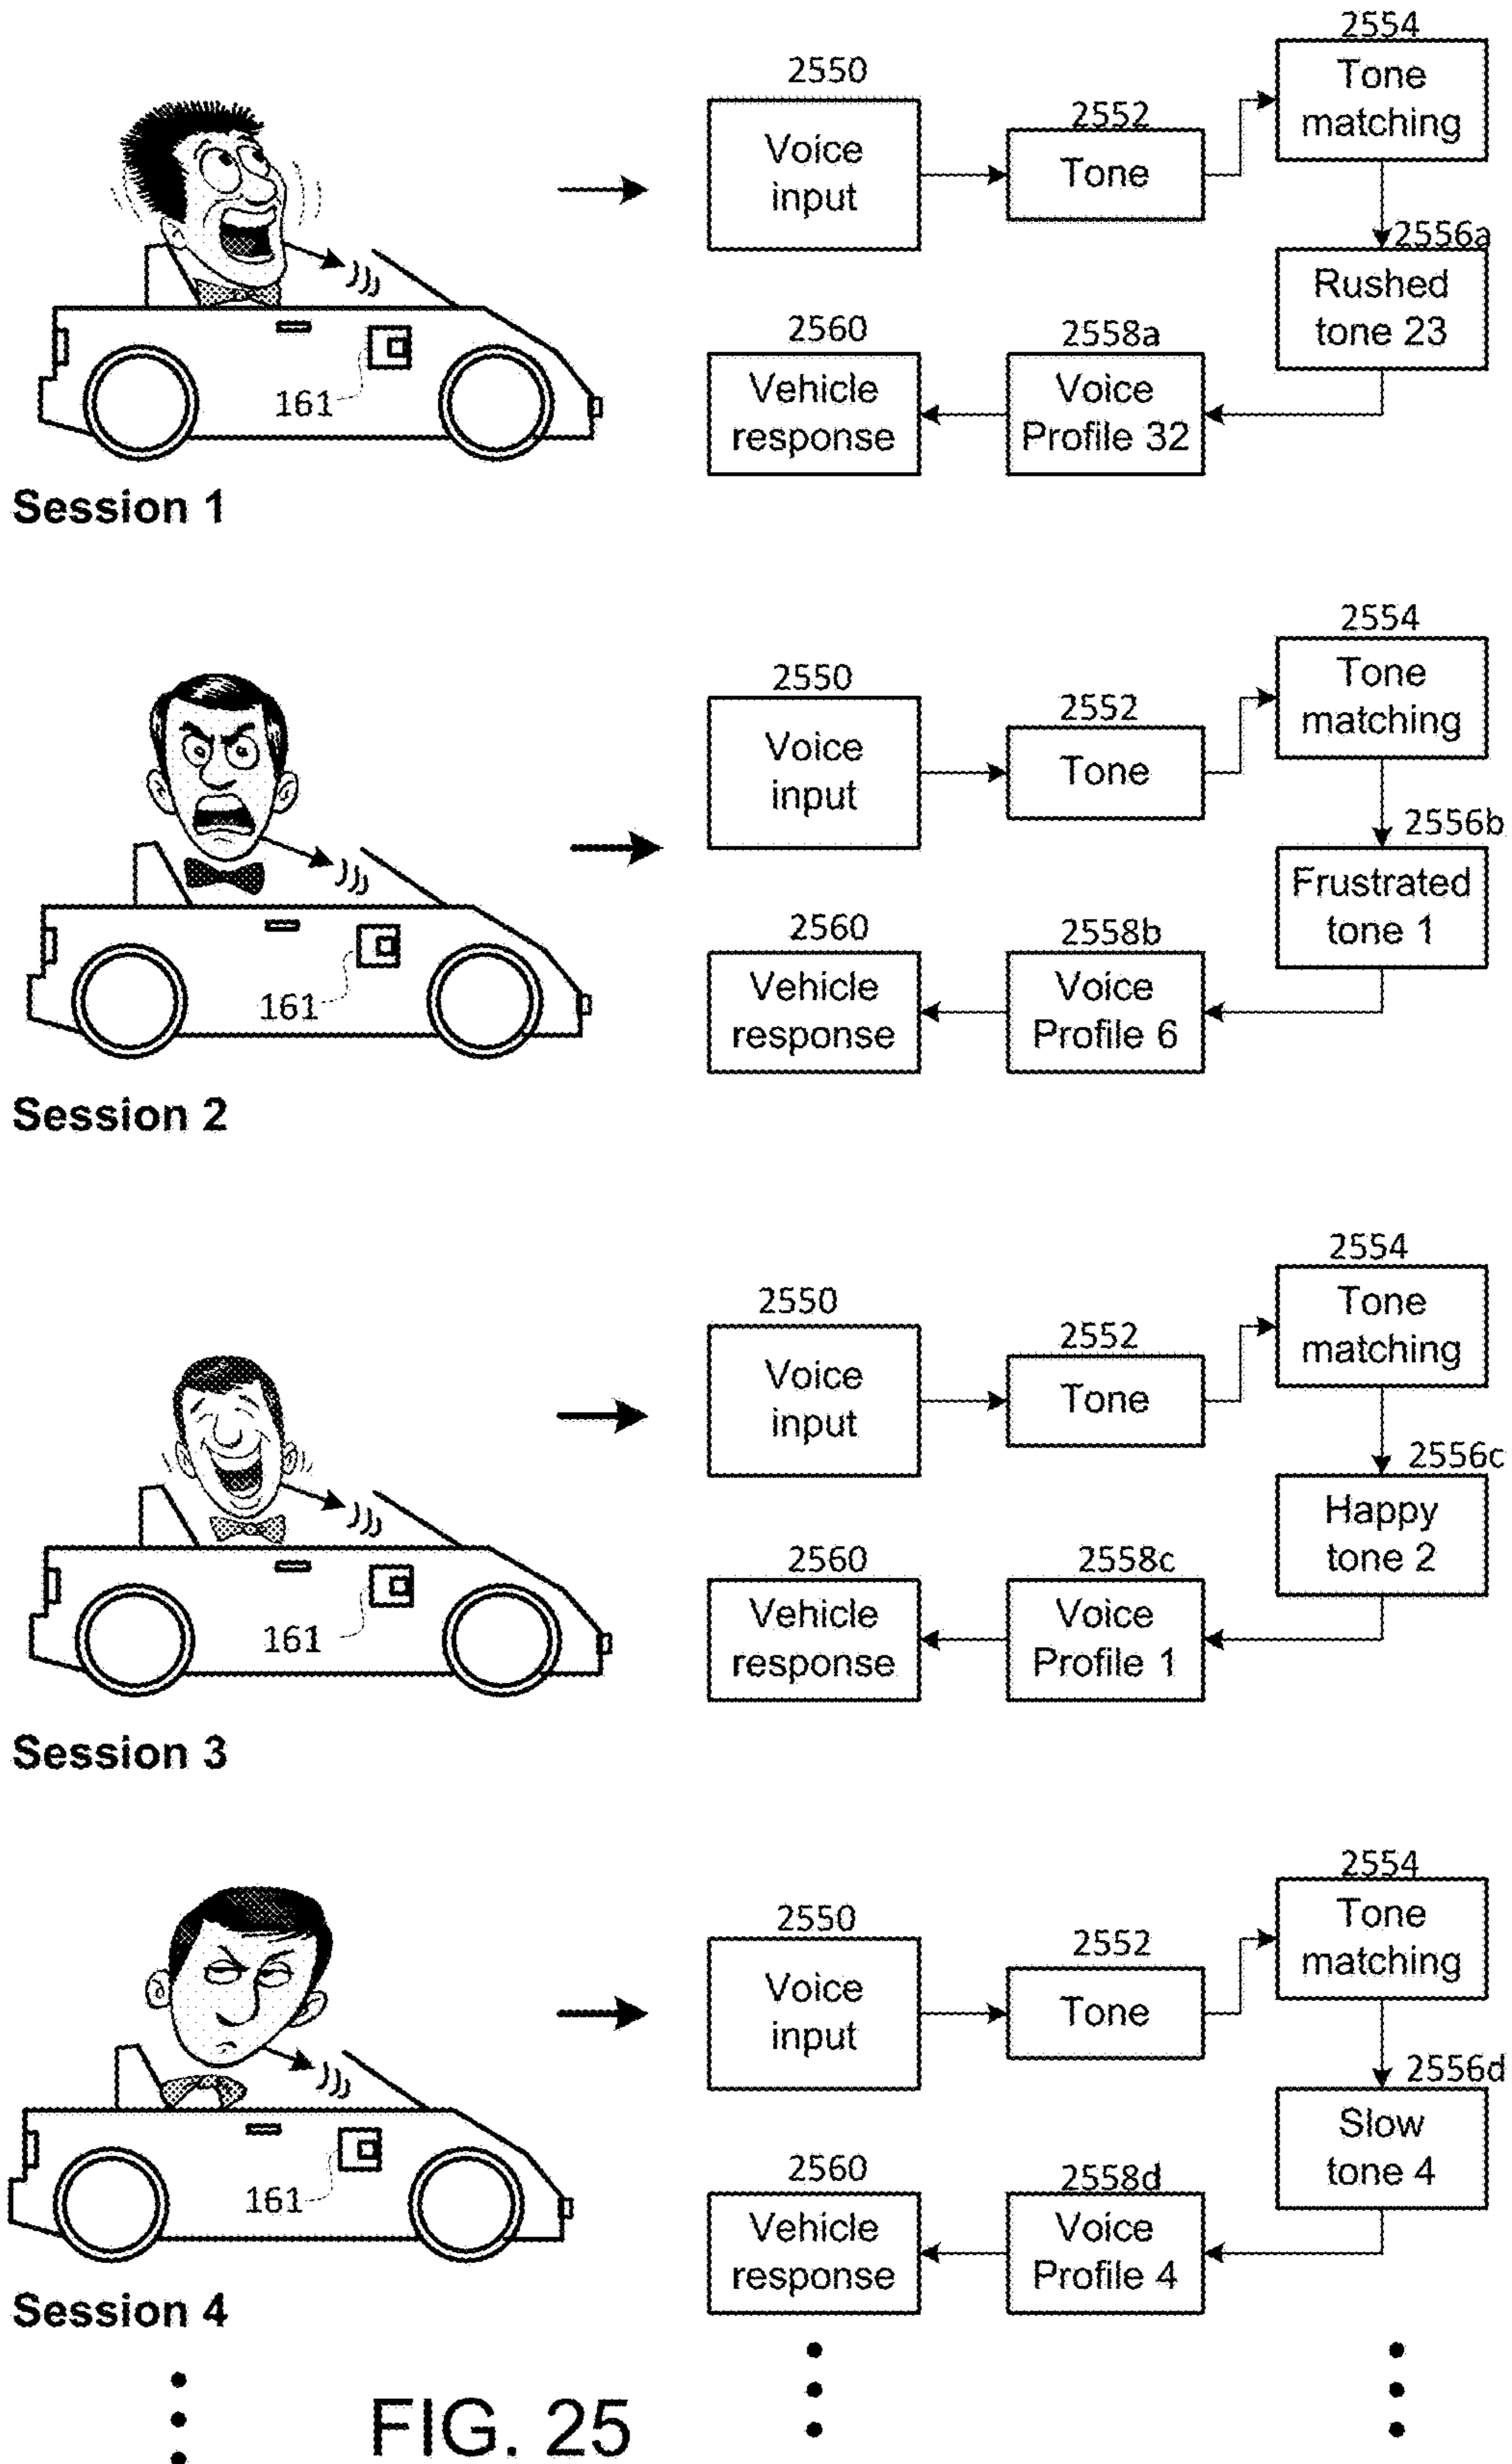 2554
Tone
matching
2550
Voice
input
2552
Tone
2556a
Rushed
tone 23
2560
Vehicle
response
2558a
Voice
Profile 32
161
Session 1
2554
Tone
matching
2550
Voice
input
2552
Tone
2556b
Frustrated
tone 1
2560
Vehicle
response
2558b
Voice
Profile 6
161
Session 2
2554
Tone
matching
2550
Voice
input
2552
Tone
2556c
Happy
tone 2
2560
Vehicle
response
2558c
Voice
Profile 1
161
Session 3
2554
Tone
matching
2550
Voice
input
2552
Tone
2556d
Slow
tone 4
2560
Vehicle
response
2558d
Voice
Profile 4
161
Session 4
FIG. 25